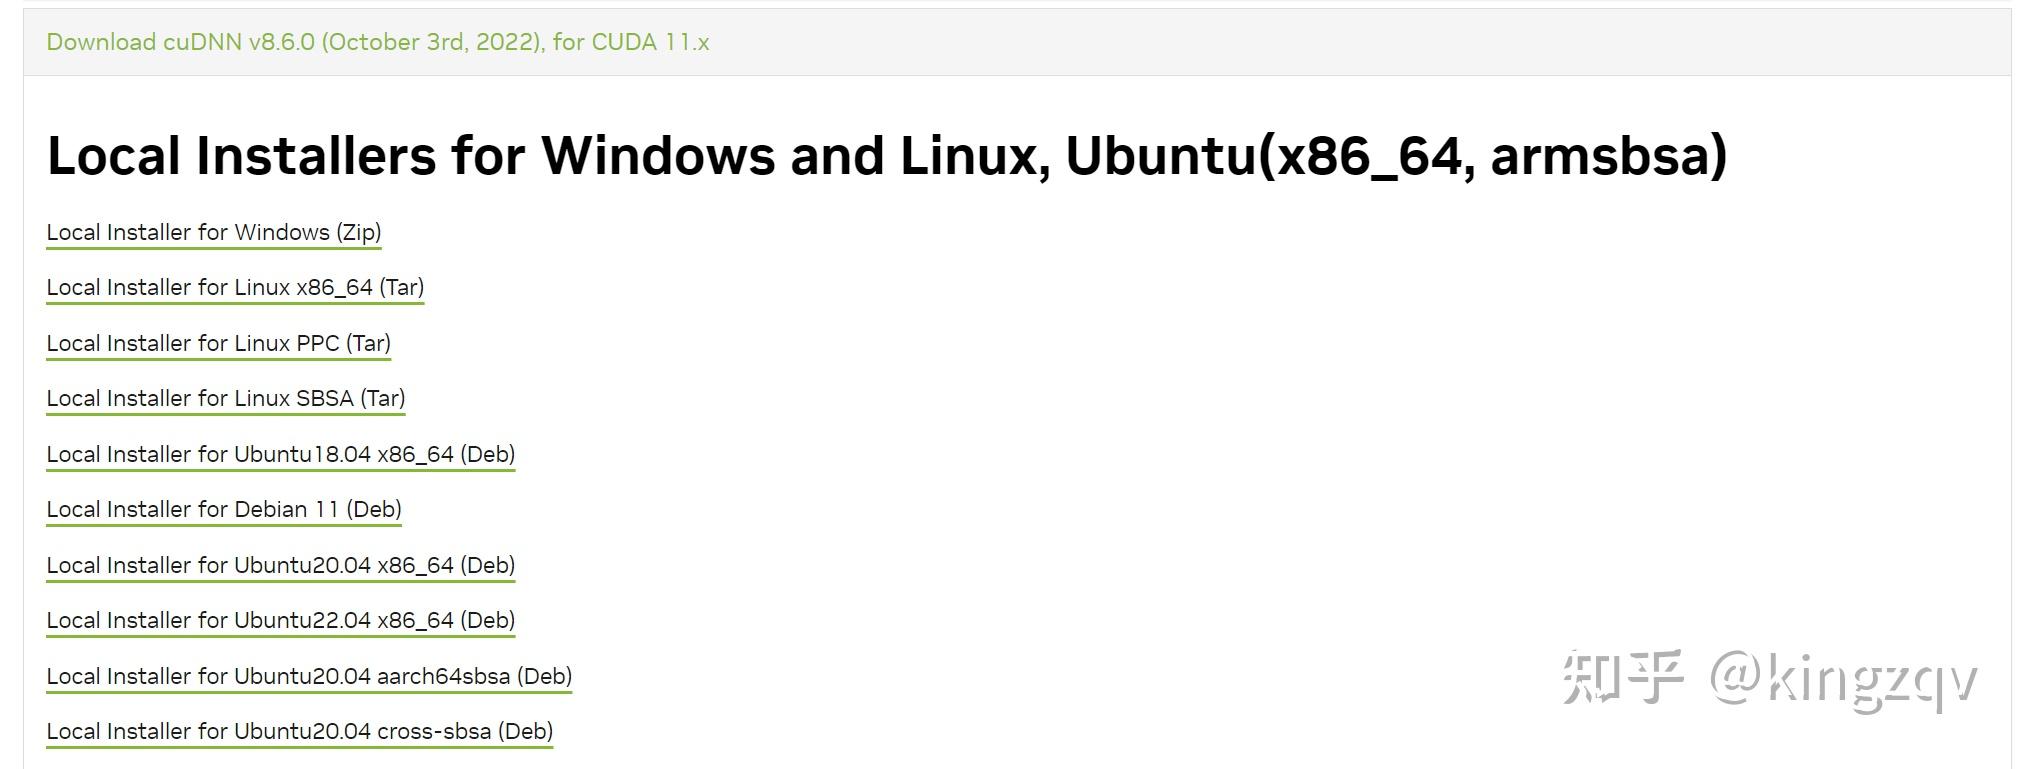 Download cuDNN v8.6.0 (October 3rd, 2022), for CUDA 11.x
Local Installers for Windows and Linux, Ubuntu(x86_64, armsbsa)
Local Installer for Windows (Zip)
Local Installer for Linux x86_64 (Tar)
Local Installer for Linux PPC (Tar)
Local Installer for Linux SBSA (Tar)
Local Installer for Ubuntu18.04 x86_64 (Deb)
Local Installer for Debian 11 (Deb)
Local Installer for Ubuntu20.04 x86_64 (Deb)
Local Installer for Ubuntu22.04 x86_64 (Deb)
Local Installer for Ubuntu20.04 aarch64sbsa (Deb)
Local Installer for Ubuntu20.04 cross-sbsa (Deb)
知乎 @kingzqv